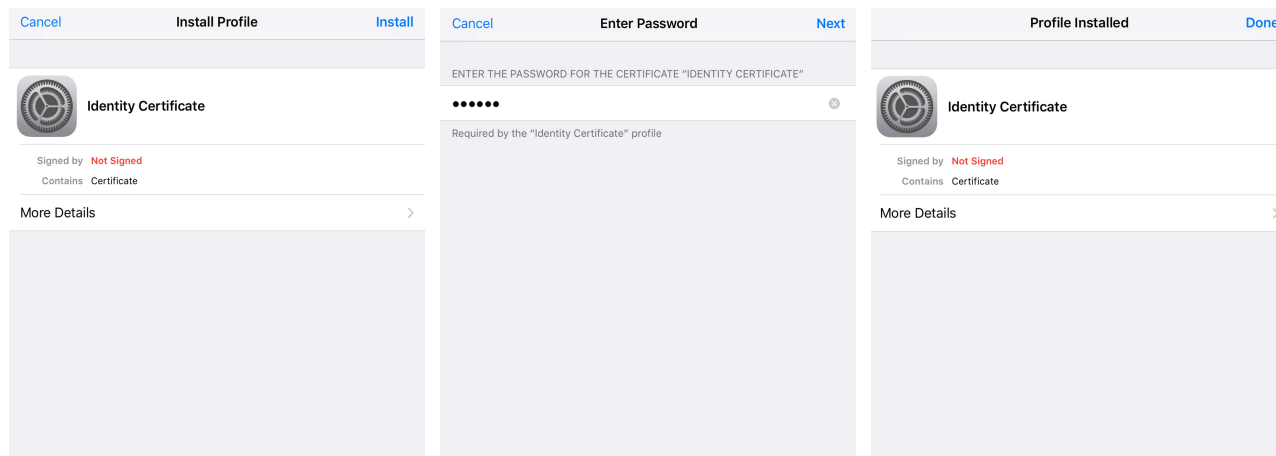 Cancel Install Profile Install
Identity Certificate
Signed by Not Signed
Contains Certificate
More Details
Cancel Enter Password Next
ENTER THE PASSWORD FOR THE CERTIFICATE “IDENTITY CERTIFICATE”
••••••
Required by the “Identity Certificate” profile
Profile Installed Done
Identity Certificate
Signed by Not Signed
Contains Certificate
More Details